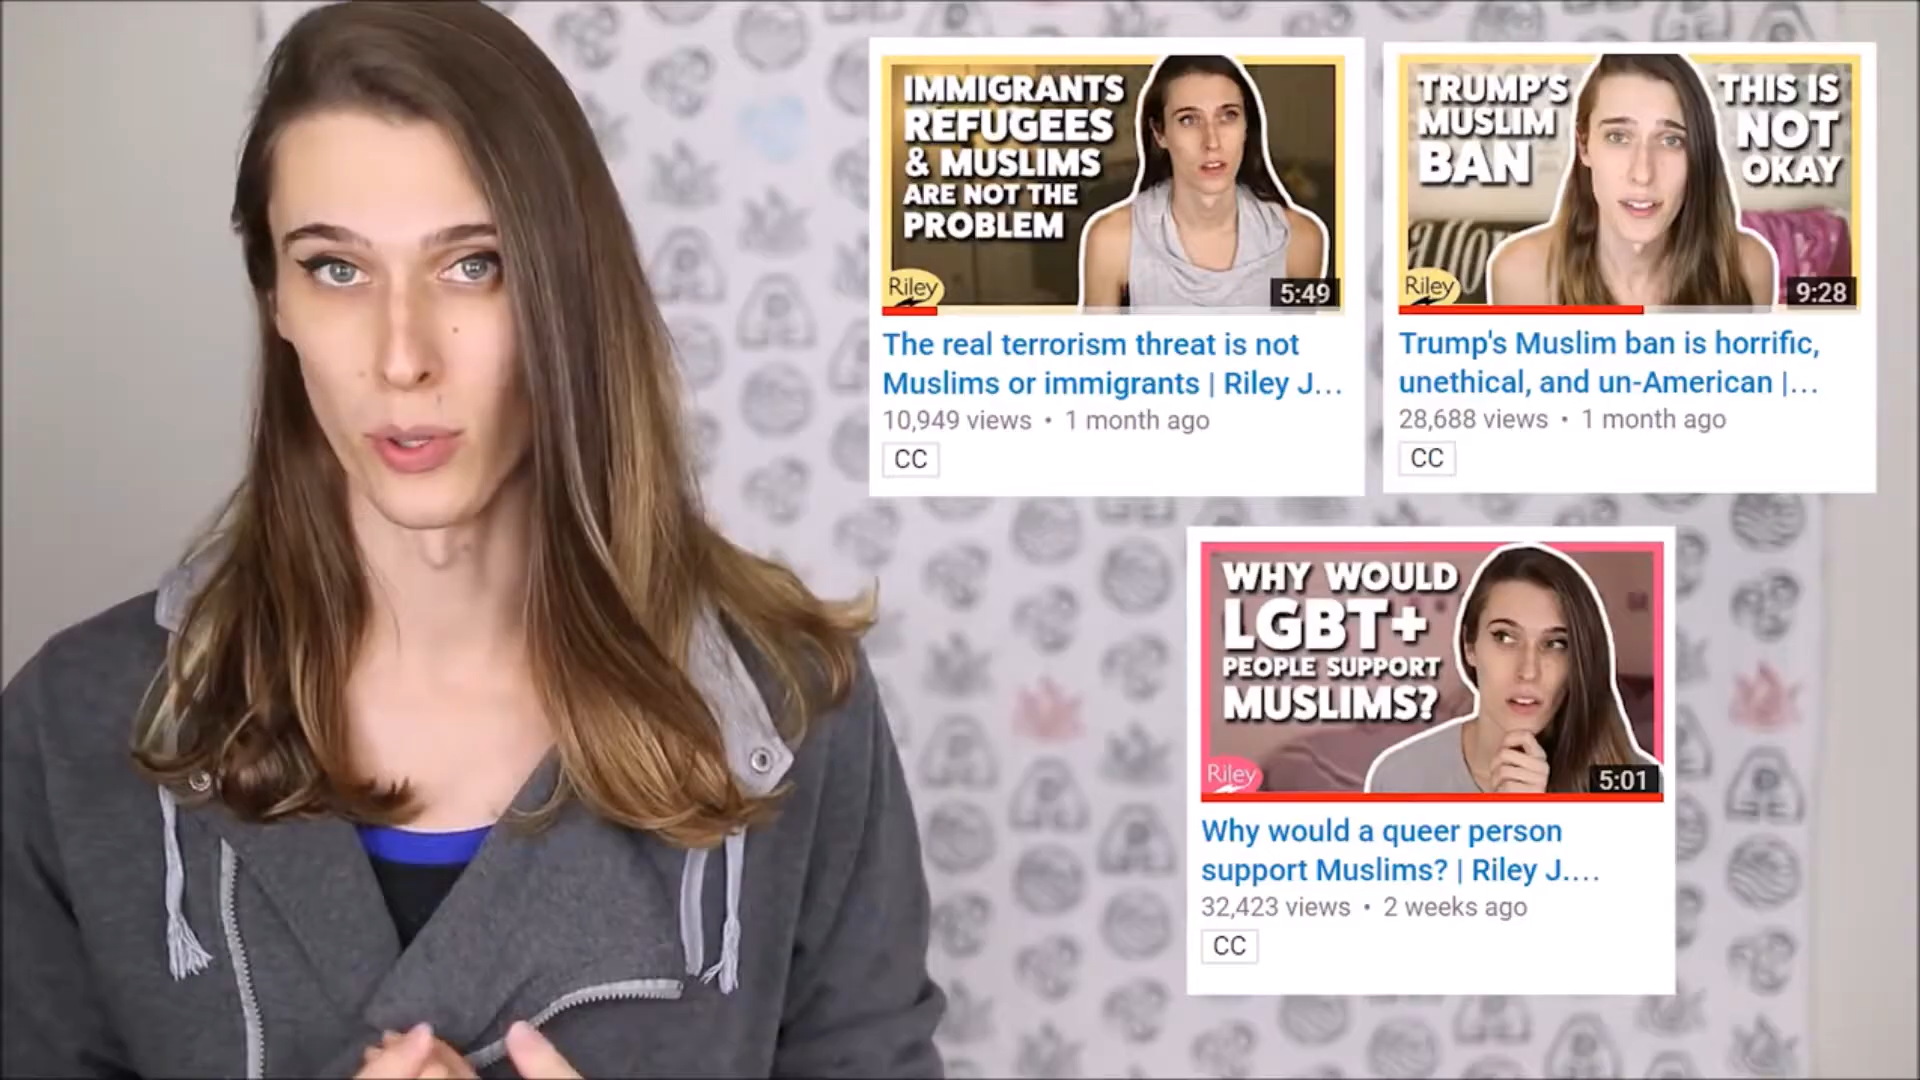 IMMIGRANTS
REFUGEES
& MUSLIMS
ARE NOT THE
PROBLEM
Riley
5:49
The real terrorism threat is not
Muslims or immigrants | Riley J...
10,949 views • 1 month ago
CC
TRUMP'S
MUSLIM
BAN
THIS IS
NOT
OKAY
Riley
9:28
Trump's Muslim ban is horrific,
unethical, and un-American |...
28,688 views • 1 month ago
CC
WHY WOULD
LGBT+
PEOPLE SUPPORT
MUSLIMS?
Riley
5:01
Why would a queer person
support Muslims? | Riley J....
32,423 views • 2 weeks ago
CC